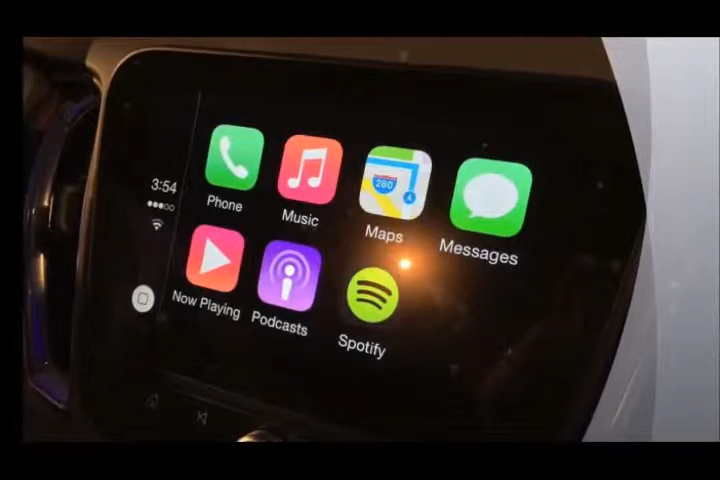 3:54
Phone
Music
280
Maps
Messages
Now Playing
Podcasts
Spotify